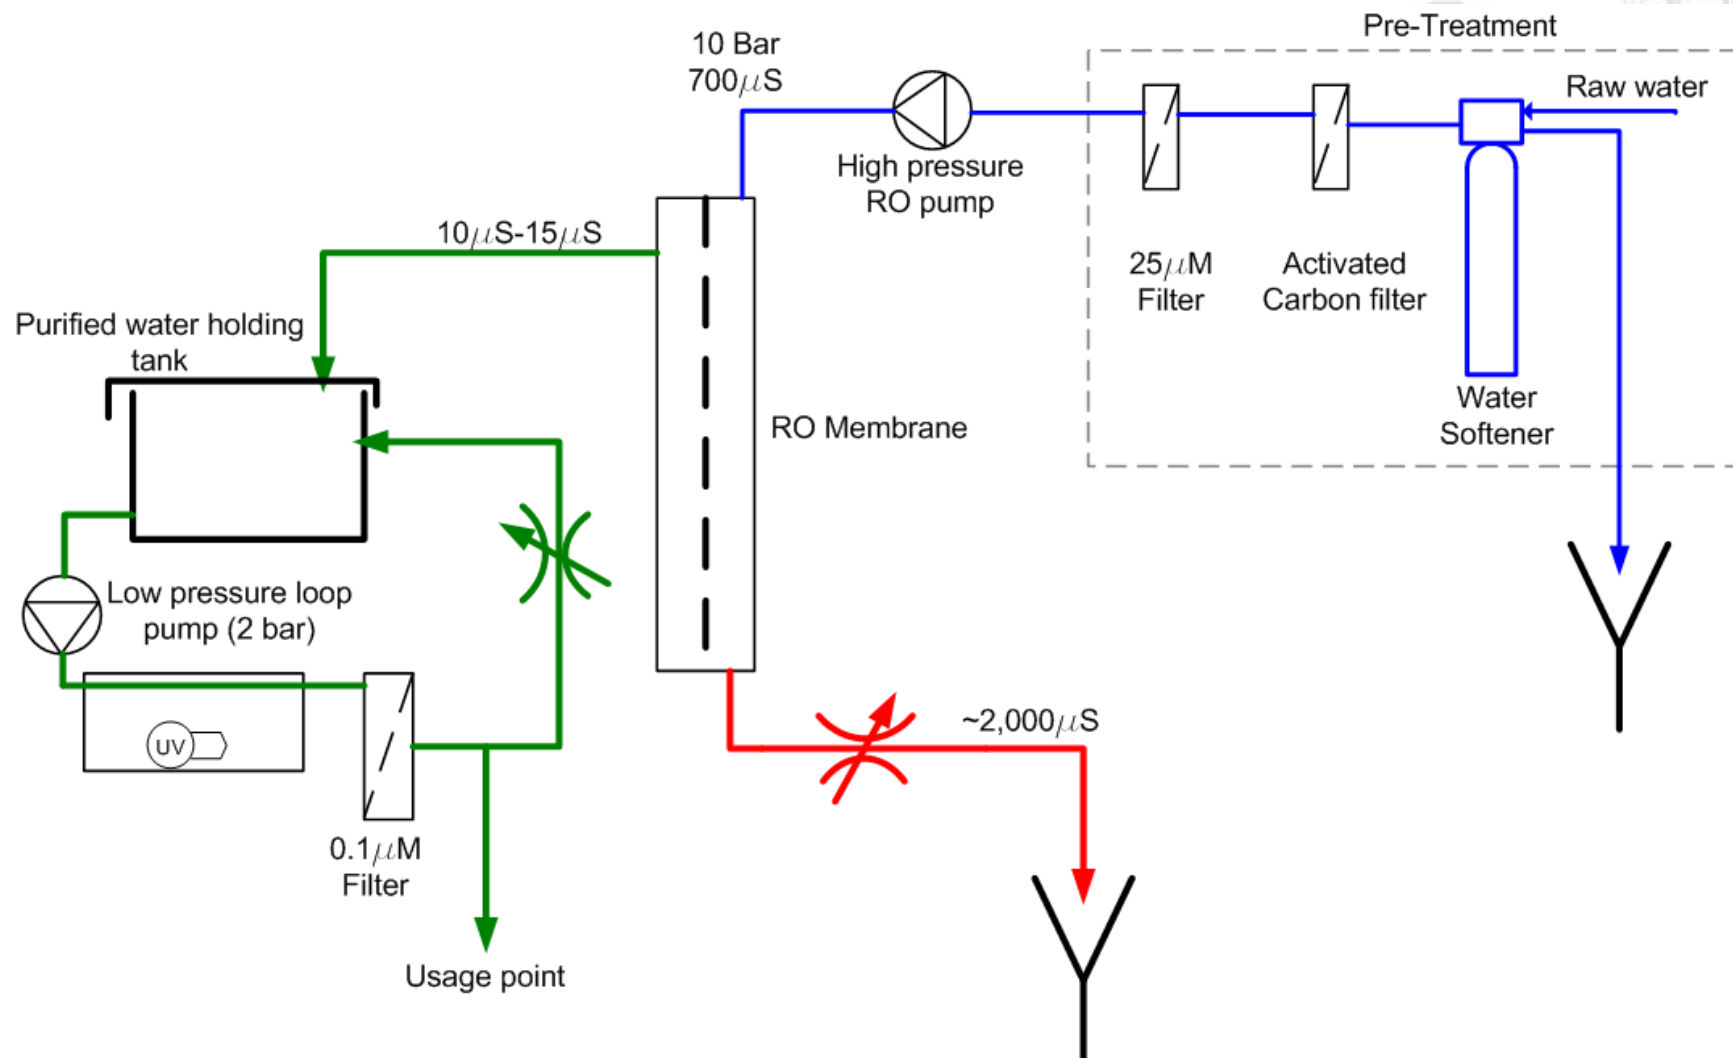 Pre-Treatment
10 Bar
700µS
Raw water
High pressure
RO pump
10µS-15µS
25µM
Filter
Activated
Carbon filter
Purified water holding
tank
Water
Softener
RO Membrane
Low pressure loop
pump (2 bar)
~2,000µS
UV
0.1µM
Filter
Usage point